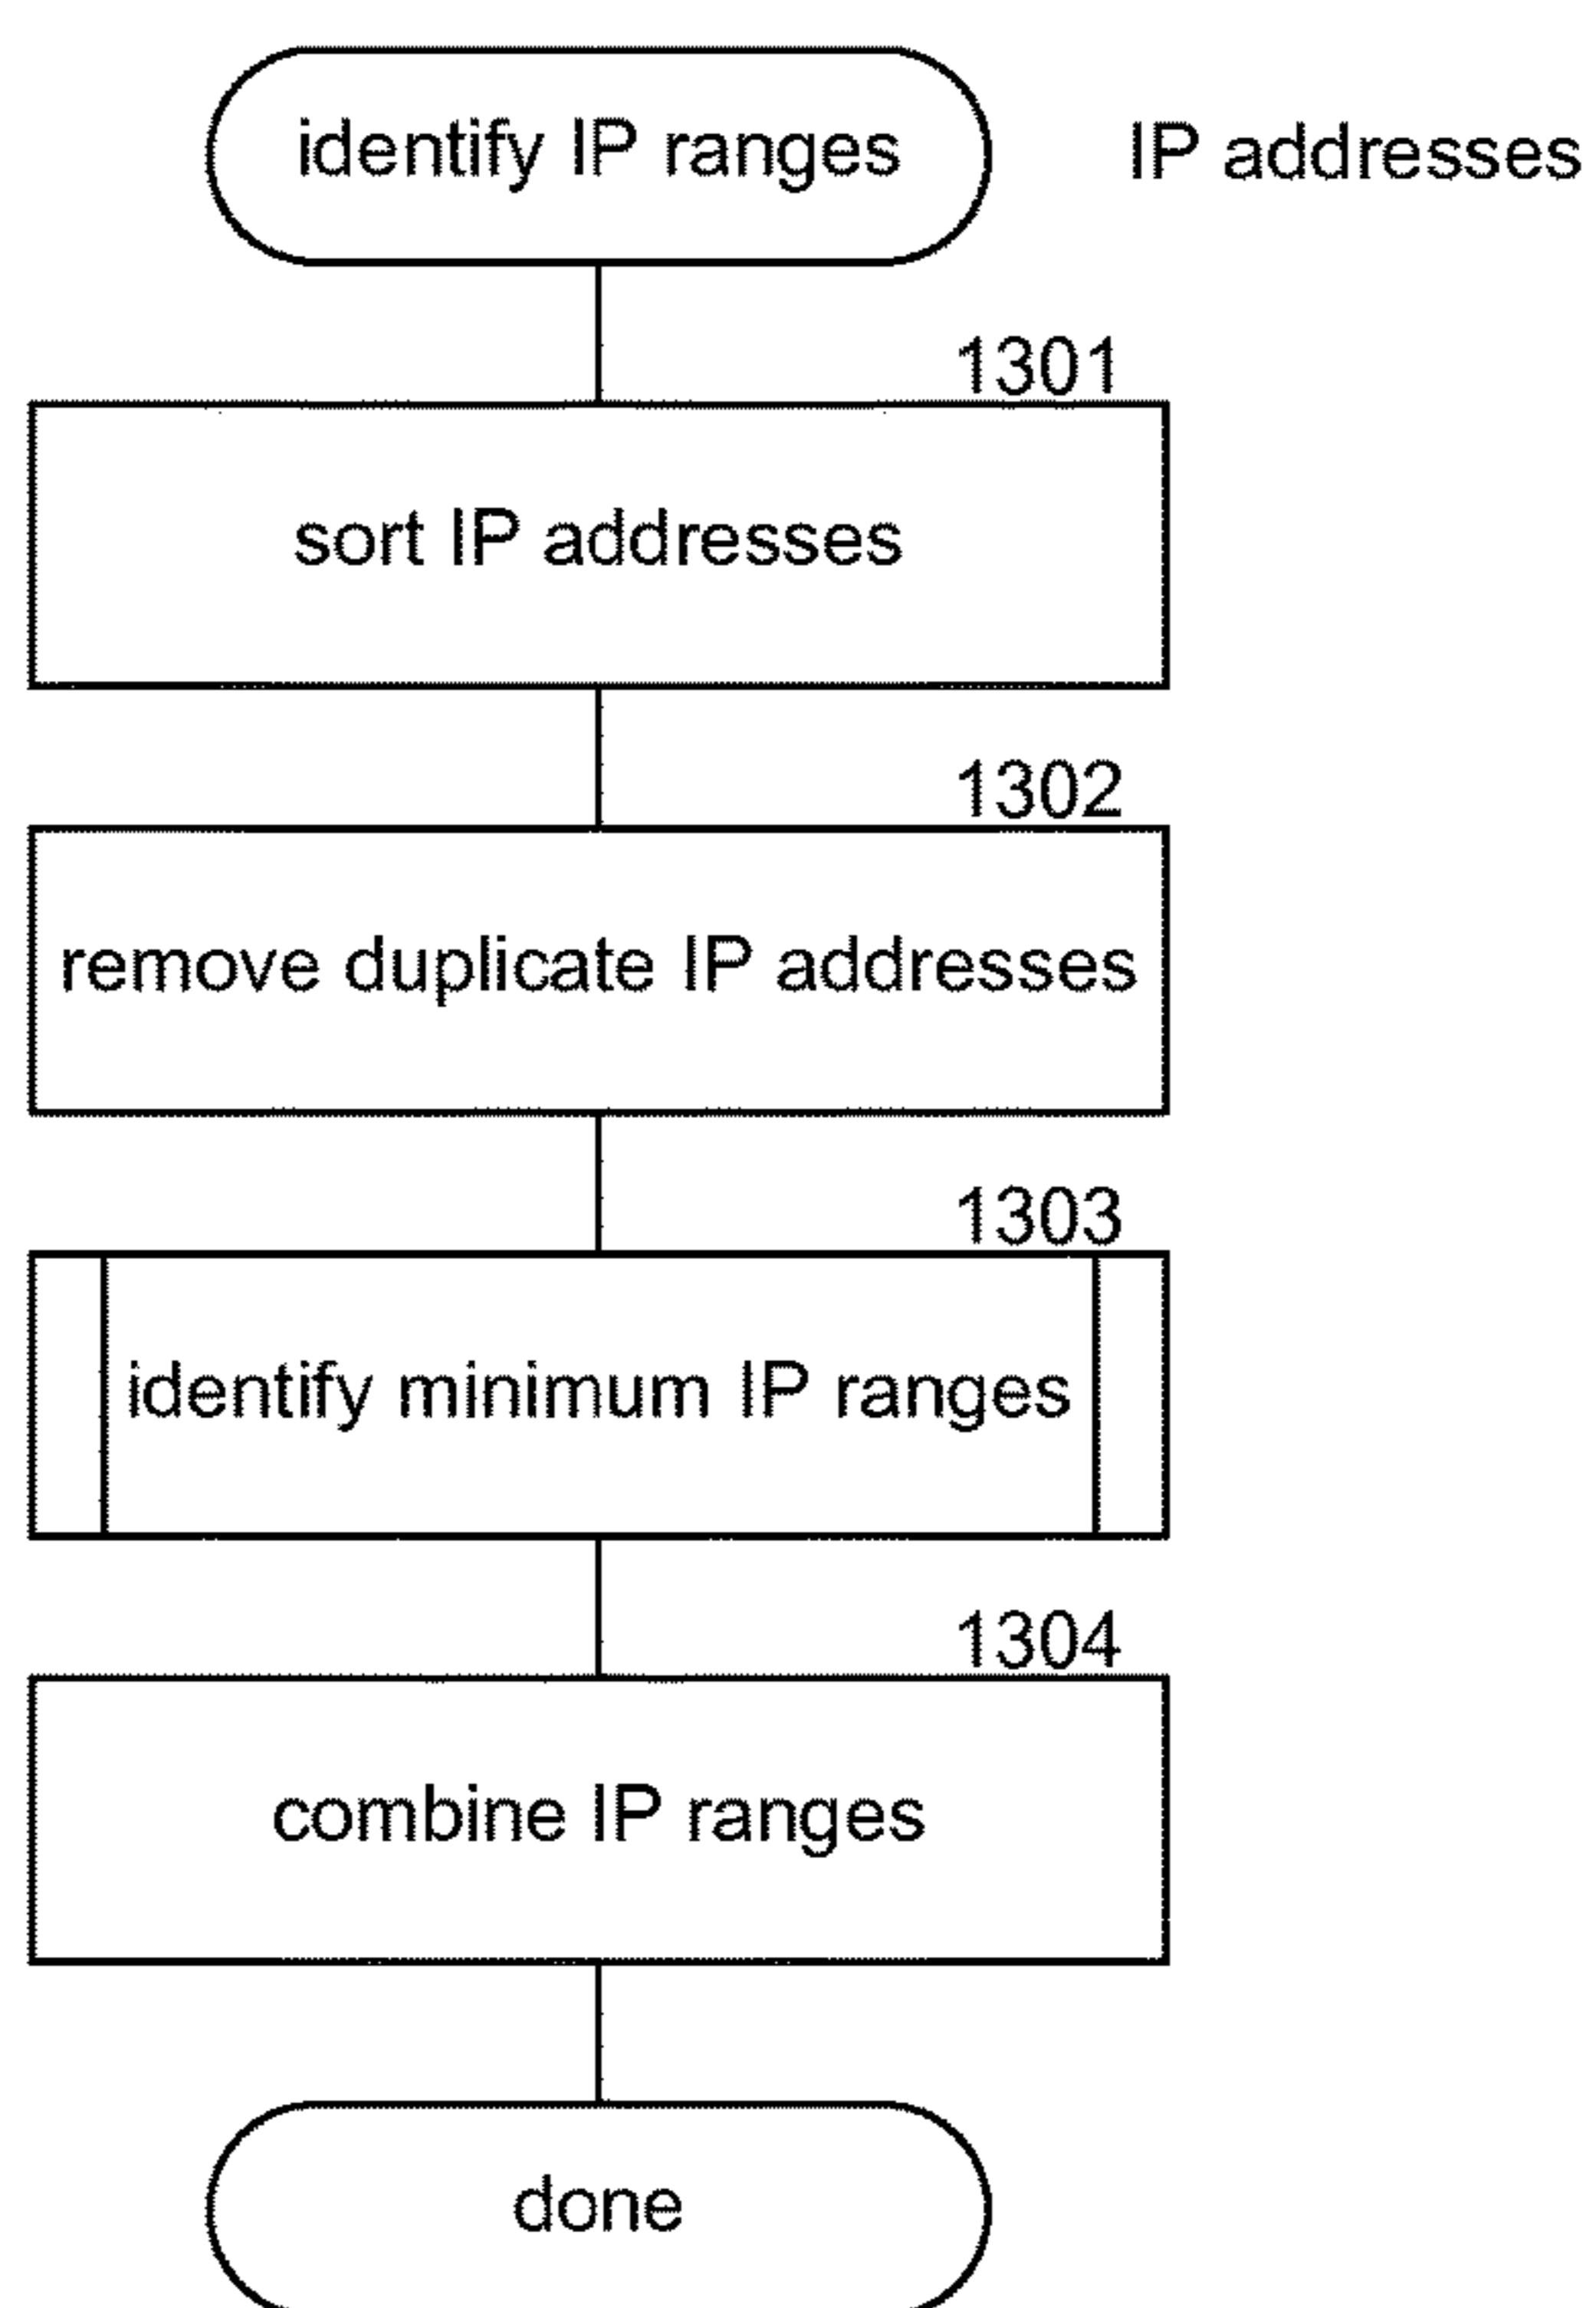 identify IP ranges
IP addresses
1301
sort IP addresses
1302
remove duplicate IP addresses
1303
identify minimum IP ranges
1304
combine IP ranges
done